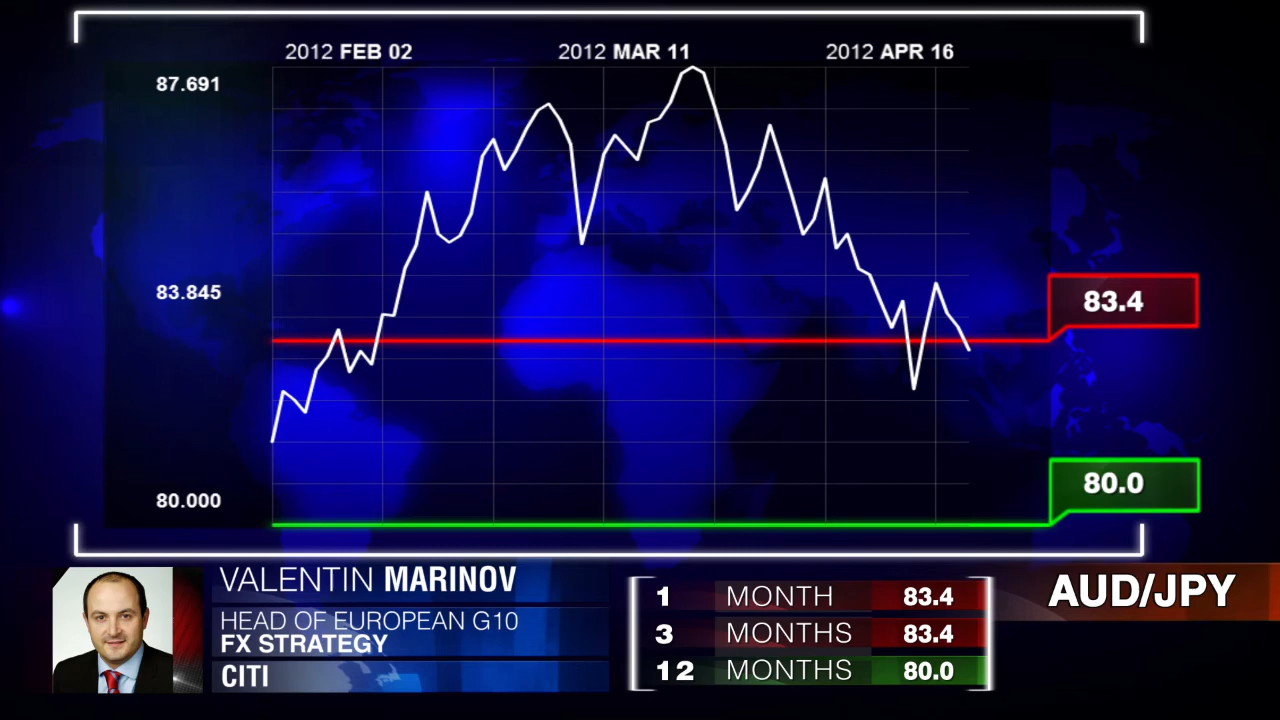 2012 FEB 02
2012 MAR 11
2012 APR 16
87.691
83.845
83.4
80.0
80.000
VALENTIN MARINOV
HEAD OF EUROPEAN G10
FX STRATEGY
CITI
1 MONTH 83.4
3 MONTHS 83.4
12 MONTHS 80.0
AUD/JPY